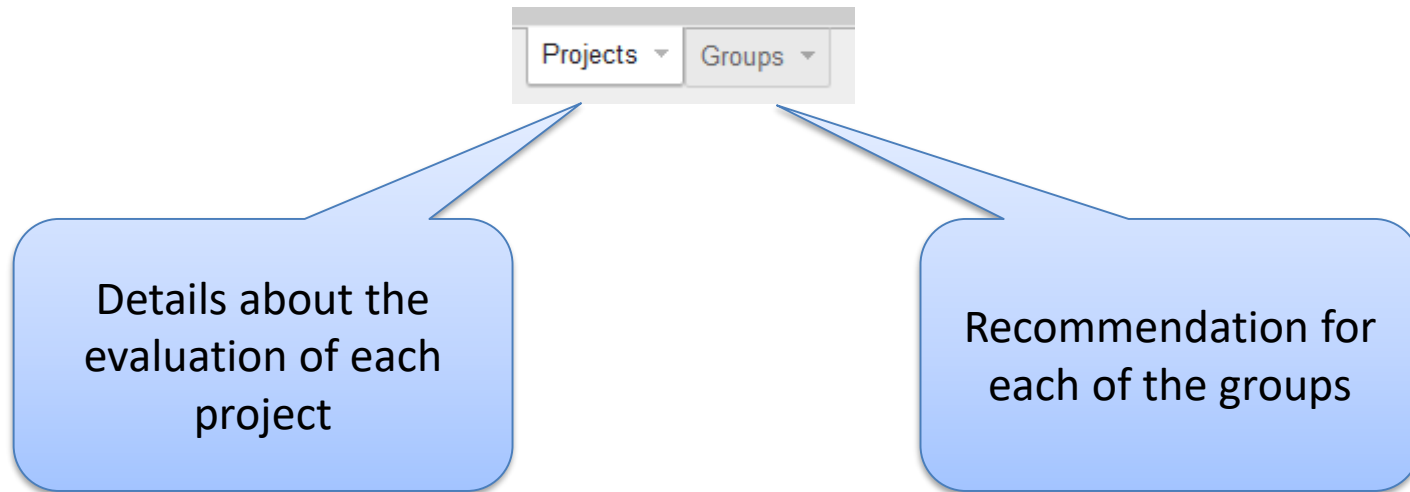 Projects
Groups
Details about the
evaluation of each
project
Recommendation for
each of the groups